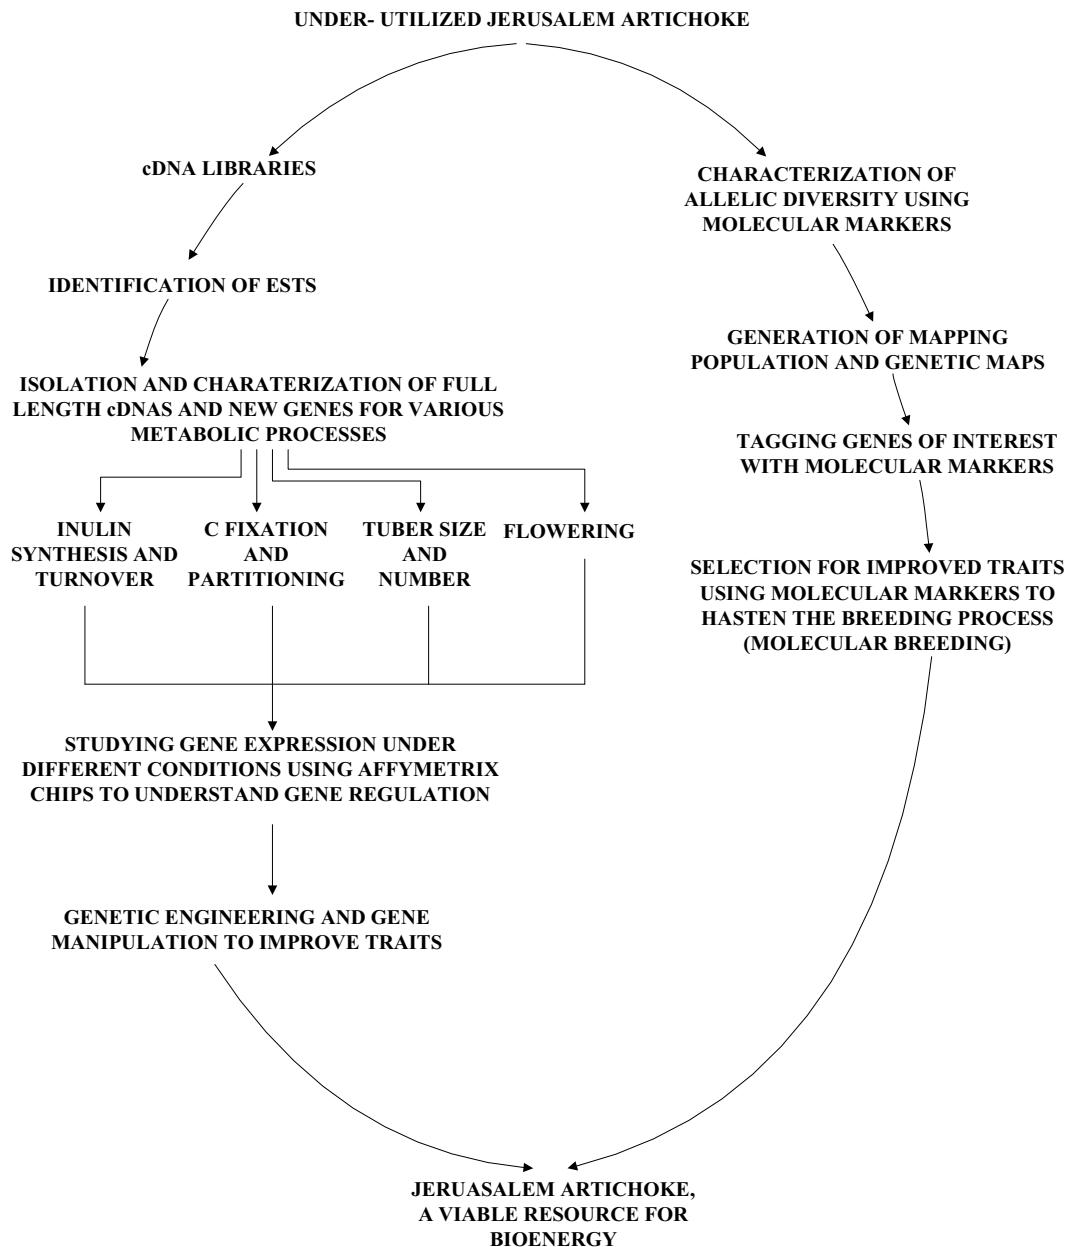 UNDER- UTILIZED JERUSALEM ARTICHOKE
cDNA LIBRARIES
IDENTIFICATION OF ESTS
ISOLATION AND CHARATERIZATION OF FULL
LENGTH cDNAS AND NEW GENES FOR VARIOUS
METABOLIC PROCESSES
INULIN
SYNTHESIS AND
TURNOVER
C FIXATION
AND
PARTITIONING
TUBER SIZE
AND
NUMBER
FLOWERING
STUDYING GENE EXPRESSION UNDER
DIFFERENT CONDITIONS USING AFFYMETRIX
CHIPS TO UNDERSTAND GENE REGULATION
GENETIC ENGINEERING AND GENE
MANIPULATION TO IMPROVE TRAITS
CHARACTERIZATION OF
ALLELIC DIVERSITY USING
MOLECULAR MARKERS
GENERATION OF MAPPING
POPULATION AND GENETIC MAPS
TAGGING GENES OF INTEREST
WITH MOLECULAR MARKERS
SELECTION FOR IMPROVED TRAITS
USING MOLECULAR MARKERS TO
HASTEN THE BREEDING PROCESS
(MOLECULAR BREEDING)
JERUASALEM ARTICHOKE,
A VIABLE RESOURCE FOR
BIOENERGY